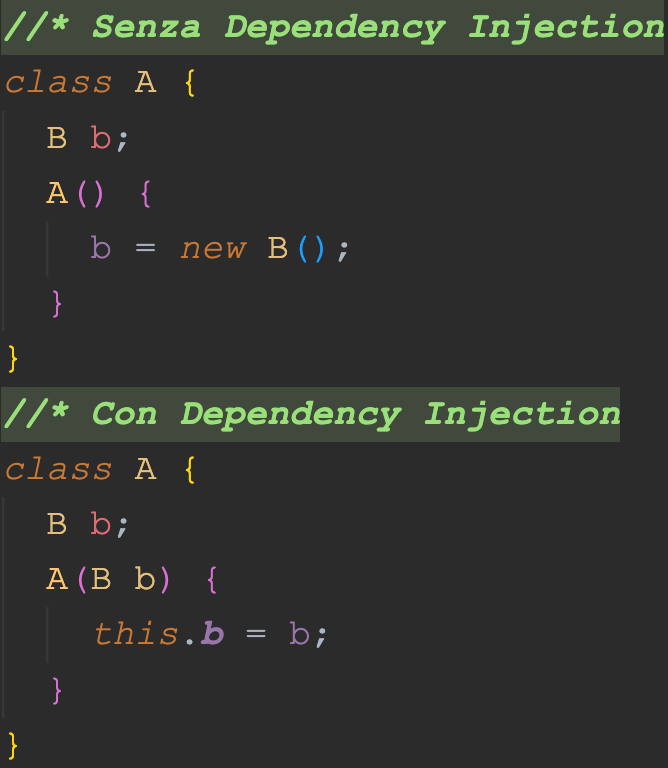 //* Senza Dependency Injection
class A {
  B b;
  A() {
    b = new B();
  }
}
//* Con Dependency Injection
class A {
  B b;
  A(B b) {
    this.b = b;
  }
}